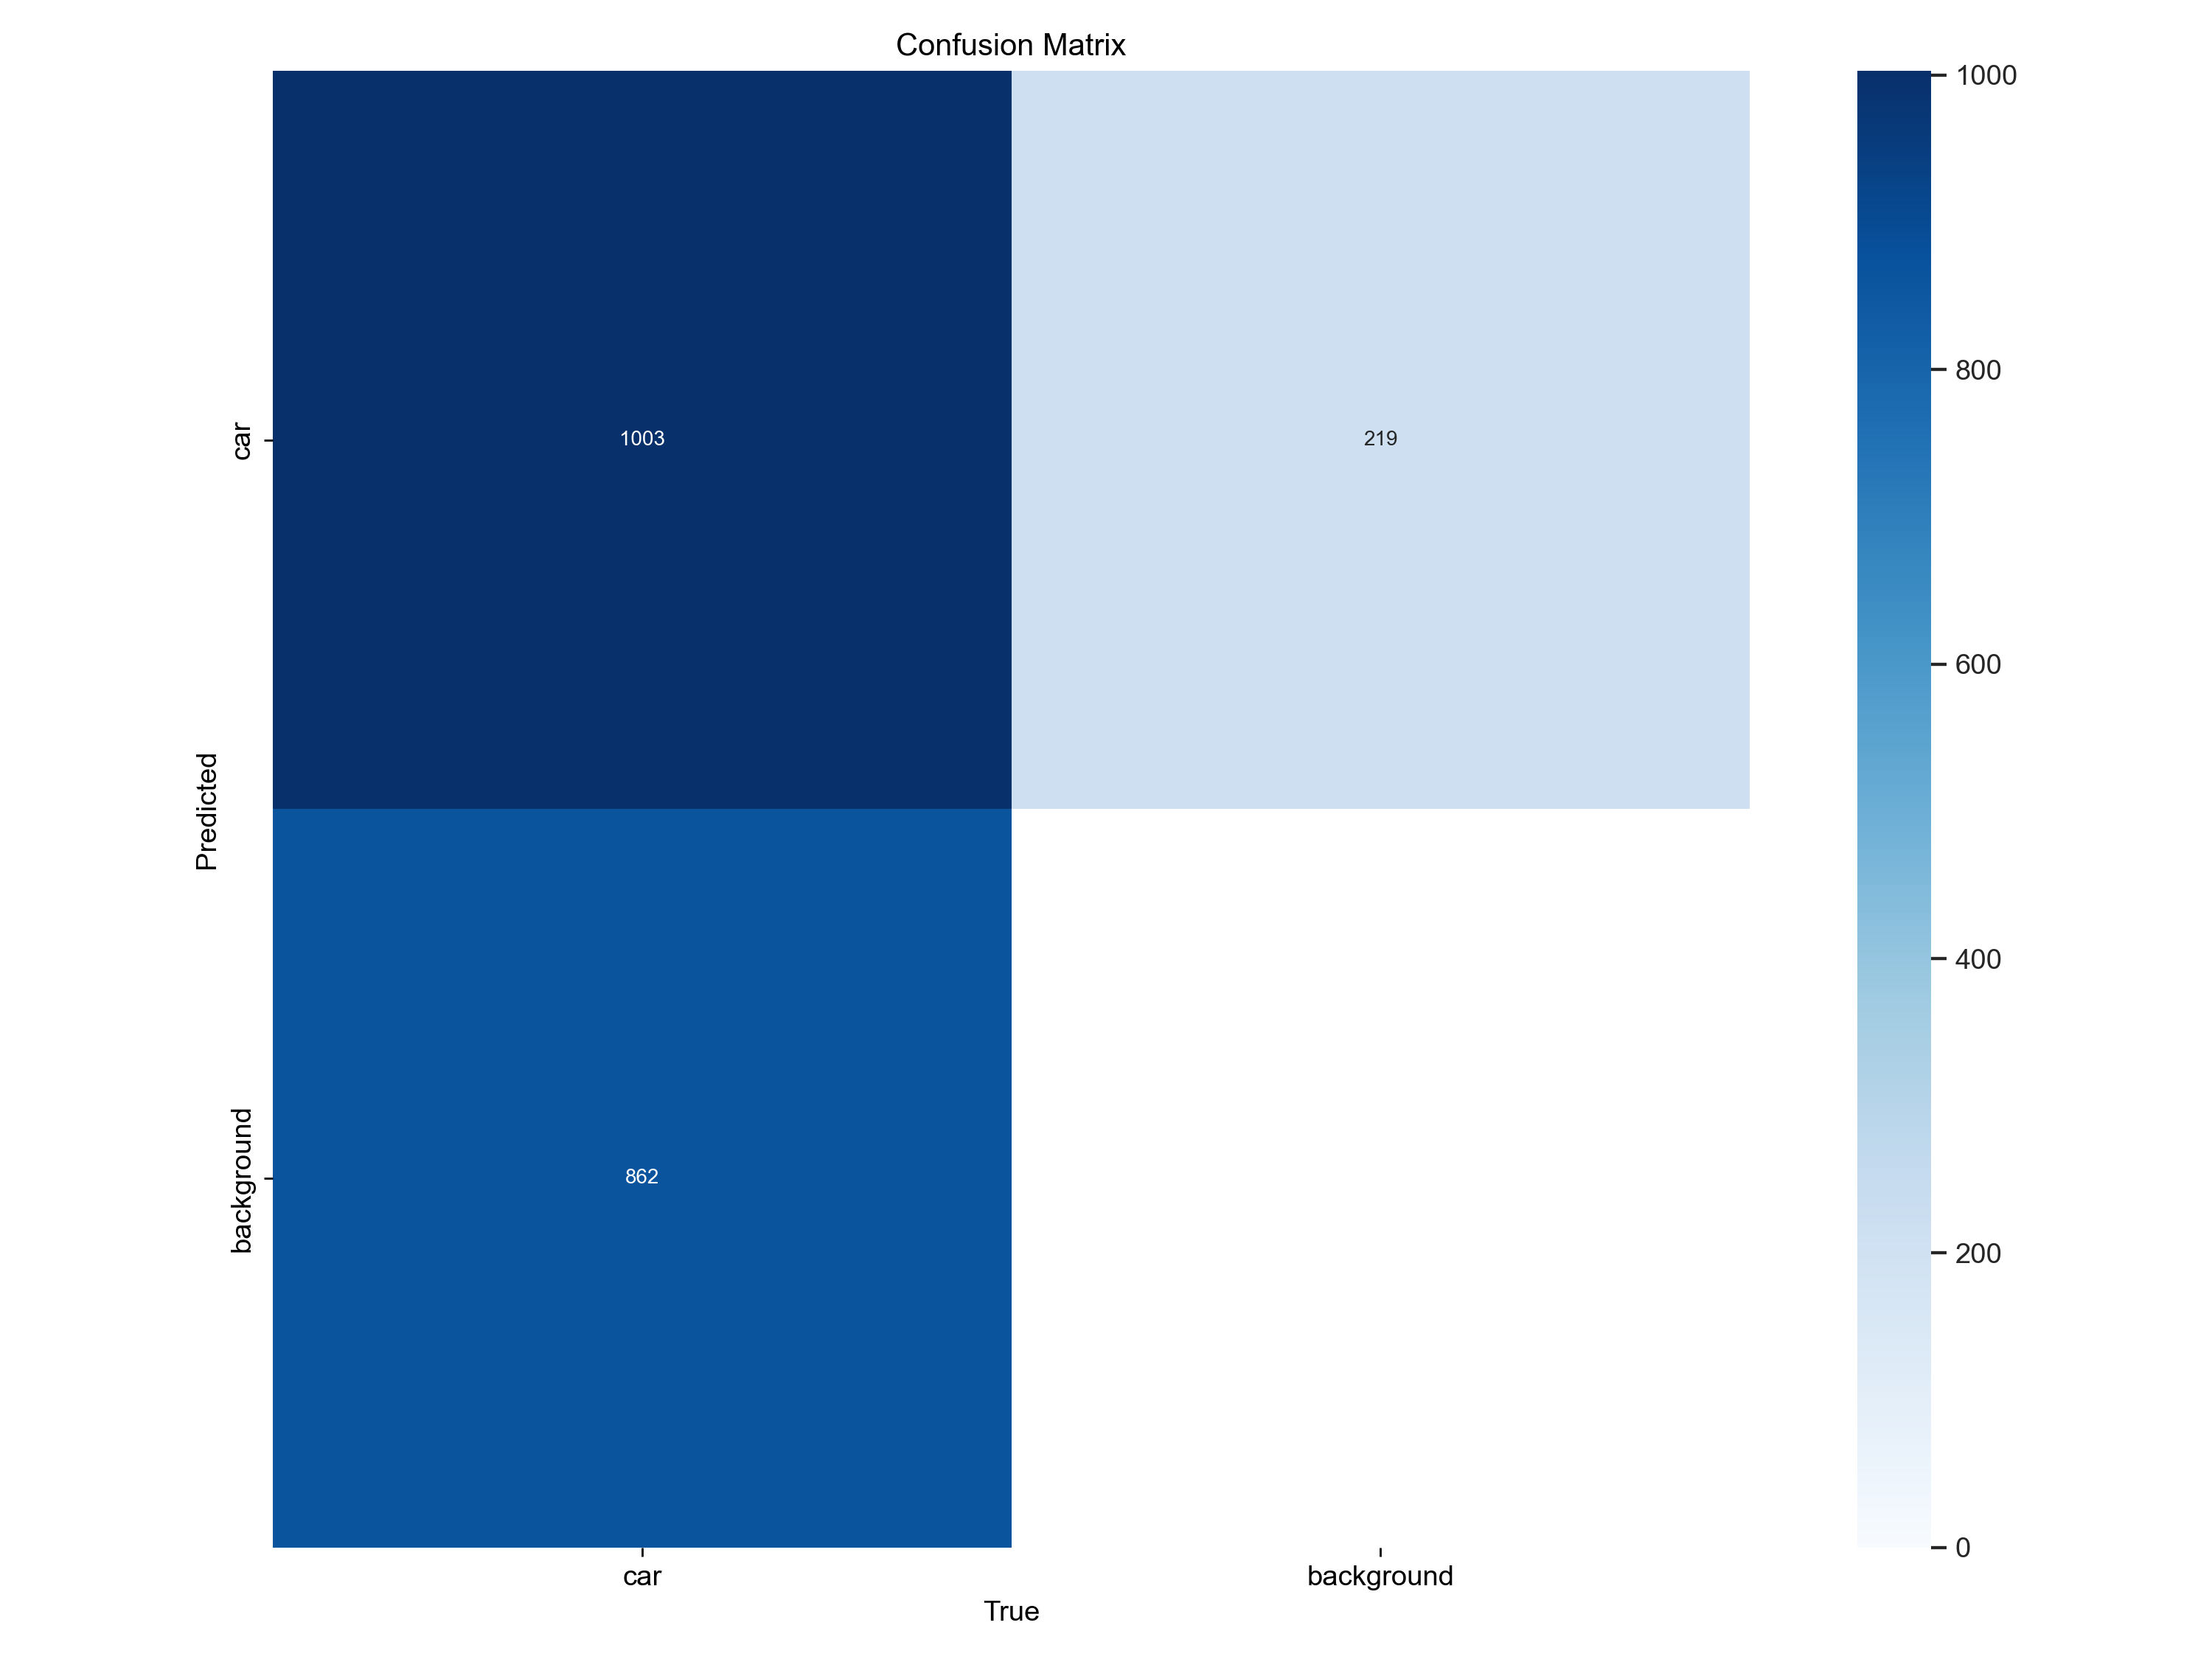 Confusion Matrix
1000
800
600
400
200
0
Predicted
car
background
1003
219
862
car
background
True